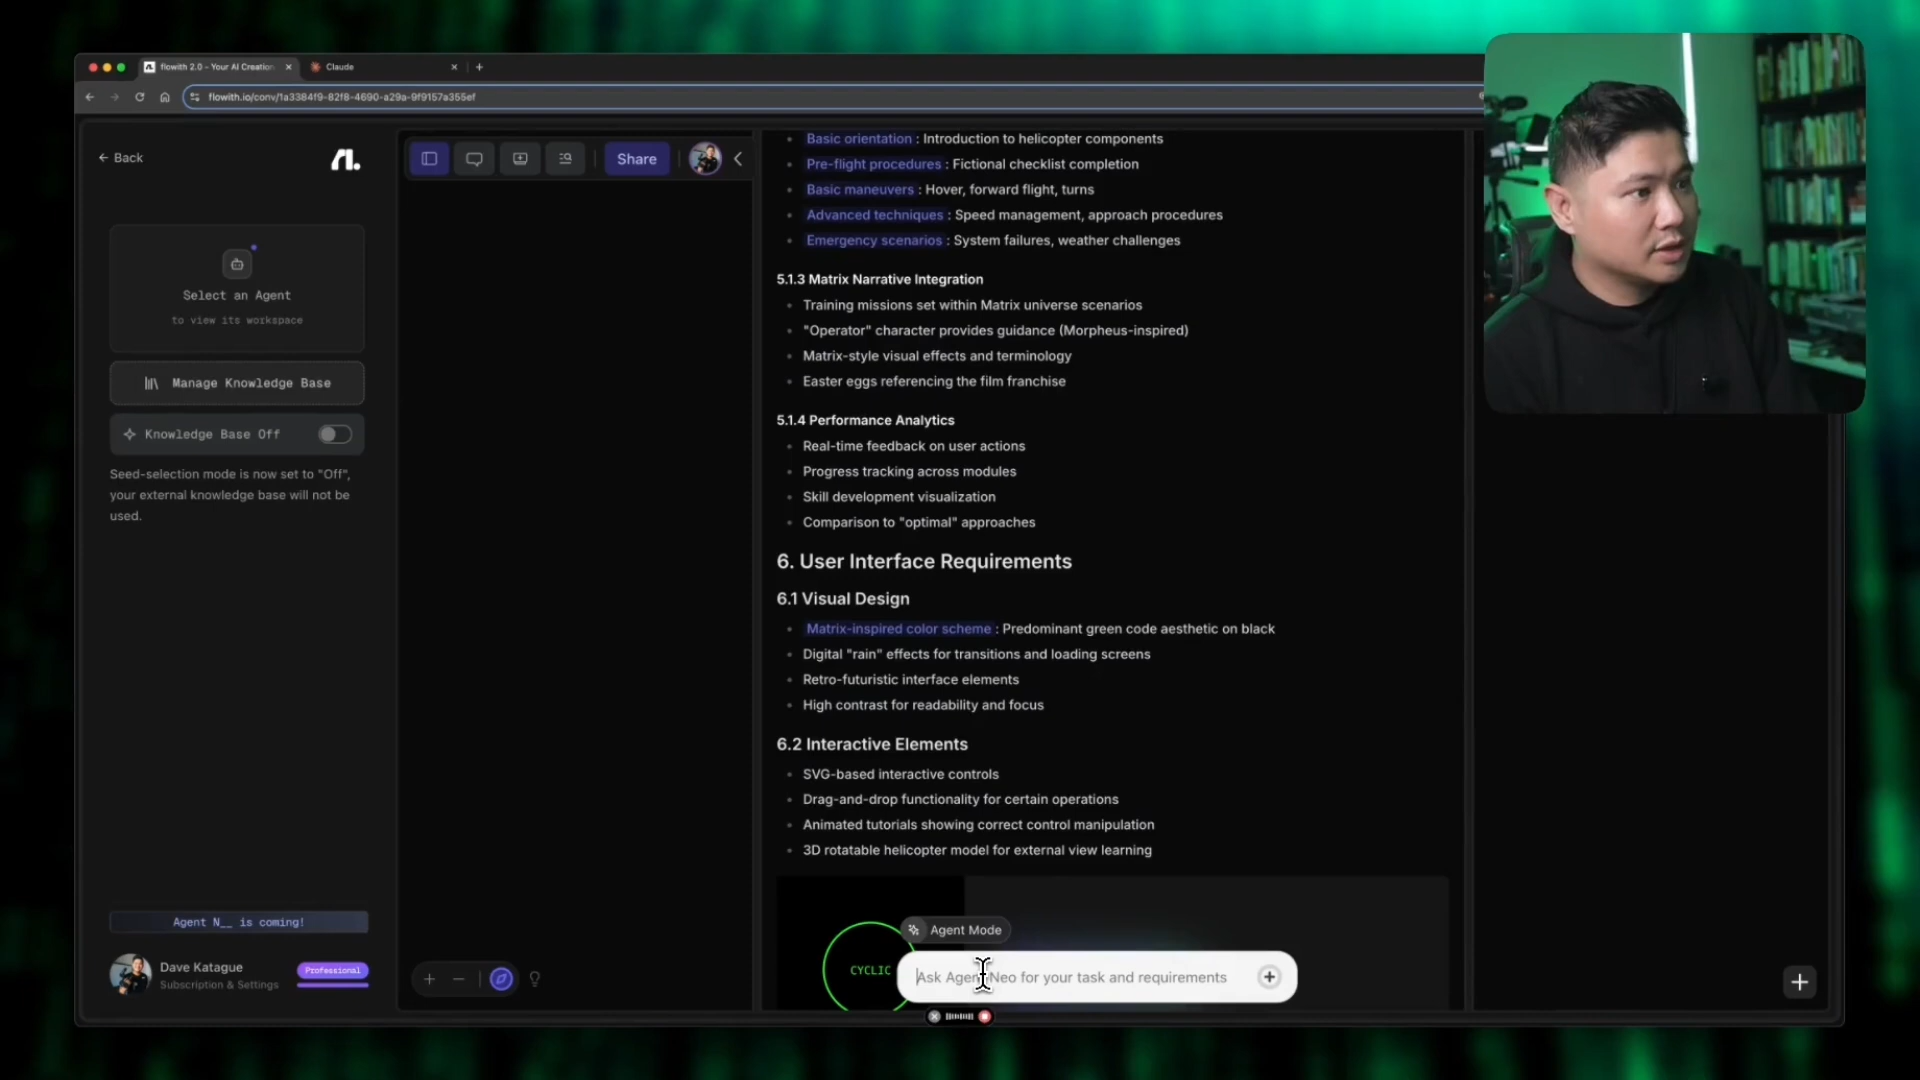 flowith 2.0 - Your AI Creation
Claude
flowith.io/conv/1a3384f9-82f8-4690-a29a-9f9157a355ef
Back
Share
Select an Agent
to view its workspace
Manage Knowledge Base
Knowledge Base Off
Seed-selection mode is now set to "Off",
your external knowledge base will not be
used.
Agent N__ is coming!
Dave Katague
Subscription & Settings
Professional
Basic orientation : Introduction to helicopter components
Pre-flight procedures : Fictional checklist completion
Basic maneuvers : Hover, forward flight, turns
Advanced techniques : Speed management, approach procedures
Emergency scenarios : System failures, weather challenges
5.1.3 Matrix Narrative Integration
Training missions set within Matrix universe scenarios
"Operator" character provides guidance (Morpheus-inspired)
Matrix-style visual effects and terminology
Easter eggs referencing the film franchise
5.1.4 Performance Analytics
Real-time feedback on user actions
Progress tracking across modules
Skill development visualization
Comparison to "optimal" approaches
6. User Interface Requirements
6.1 Visual Design
Matrix-inspired color scheme : Predominant green code aesthetic on black
Digital "rain" effects for transitions and loading screens
Retro-futuristic interface elements
High contrast for readability and focus
6.2 Interactive Elements
SVG-based interactive controls
Drag-and-drop functionality for certain operations
Animated tutorials showing correct control manipulation
3D rotatable helicopter model for external view learning
CYCLIC
Agent Mode
Ask Agent Neo for your task and requirements